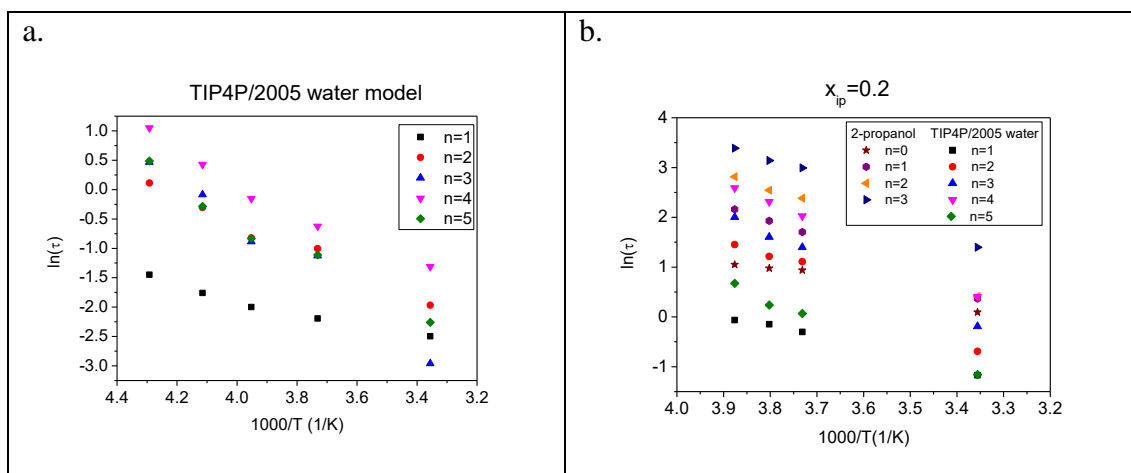 a.
TIP4P/2005 water model
1.0
0.5
0.0
-0.5
-1.0
-1.5
-2.0
-2.5
-3.0
ln(τ)
n=1
n=2
n=3
n=4
n=5
4.4 4.2 4.0 3.8 3.6 3.4 3.2
1000/T (1/K)
b.
x_ip=0.2
4
3
2
1
0
-1
ln(τ)
2-propanol TIP4P/2005 water
n=0 n=1
n=1 n=2
n=2 n=3
n=3 n=4
n=5
4.0 3.9 3.8 3.7 3.6 3.5 3.4 3.3 3.2
1000/T(1/K)